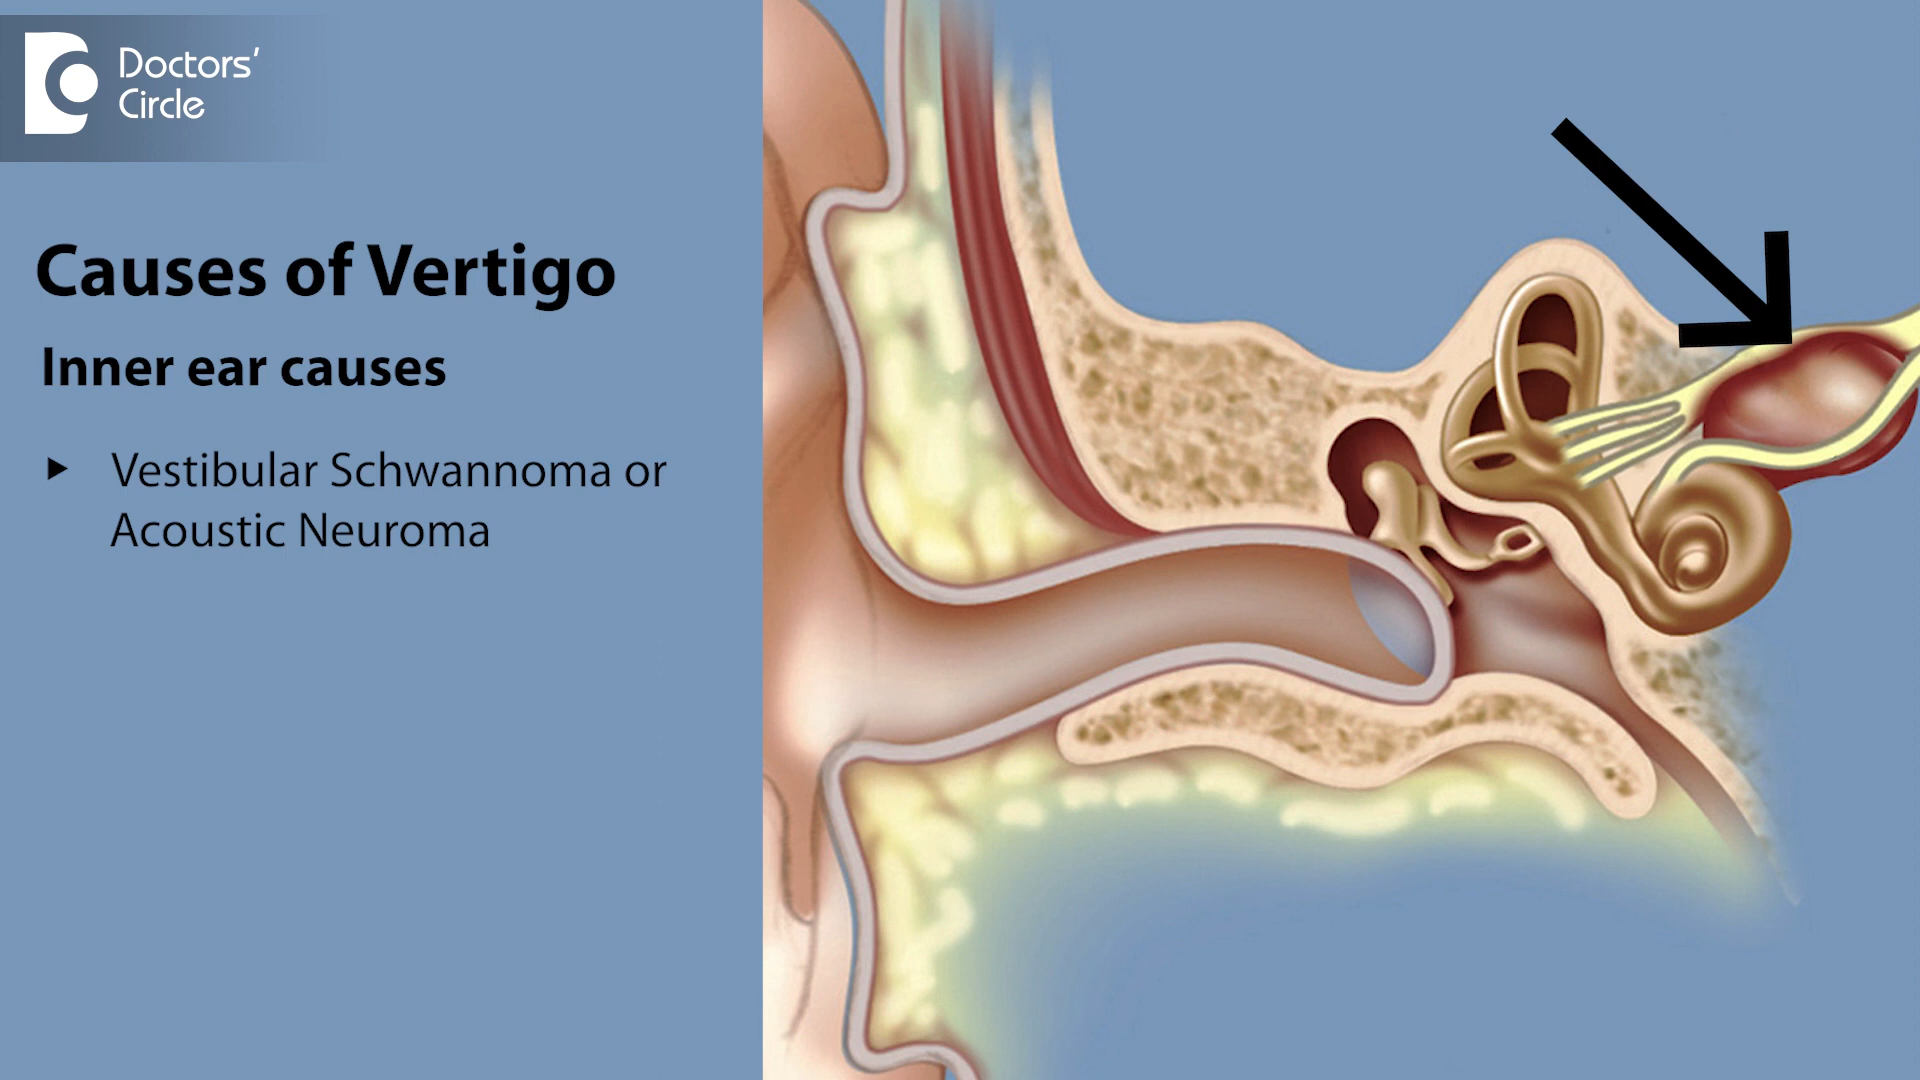 Doctors'
Circle
Causes of Vertigo
Inner ear causes
Vestibular Schwannoma or
Acoustic Neuroma